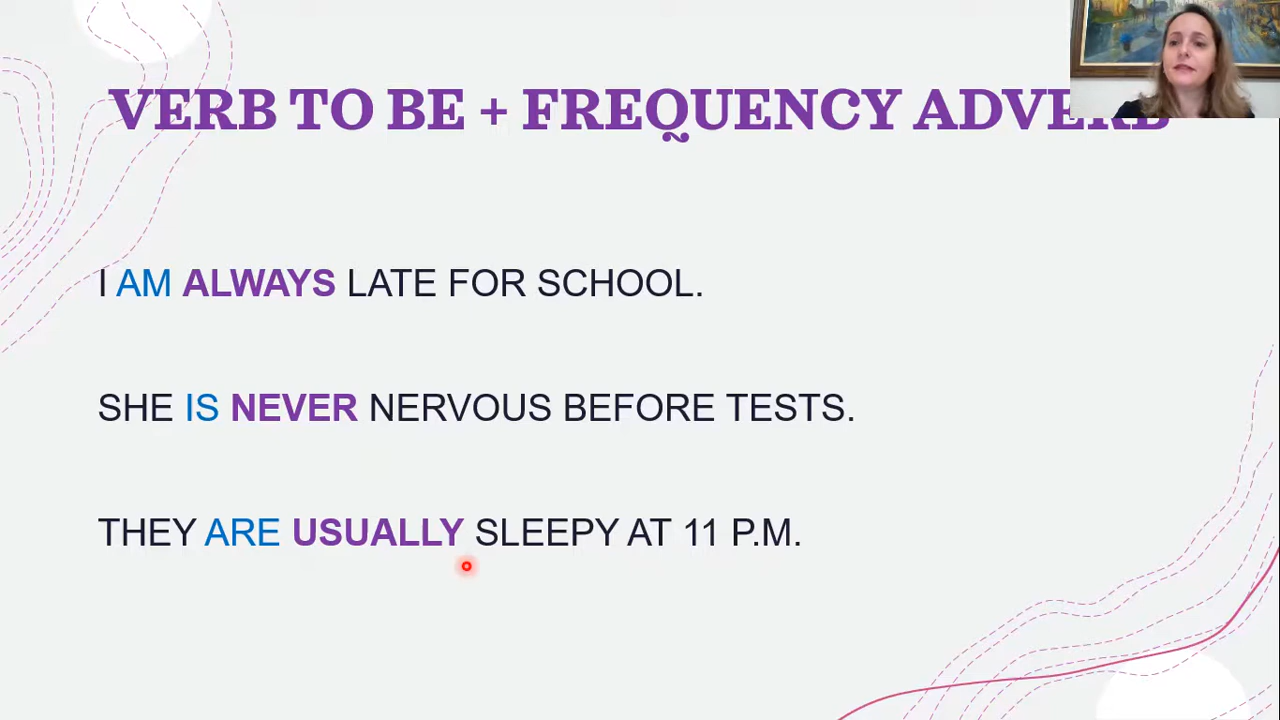 VERB TO BE + FREQUENCY ADVERB
I AM ALWAYS LATE FOR SCHOOL.
SHE IS NEVER NERVOUS BEFORE TESTS.
THEY ARE USUALLY SLEEPY AT 11 P.M.